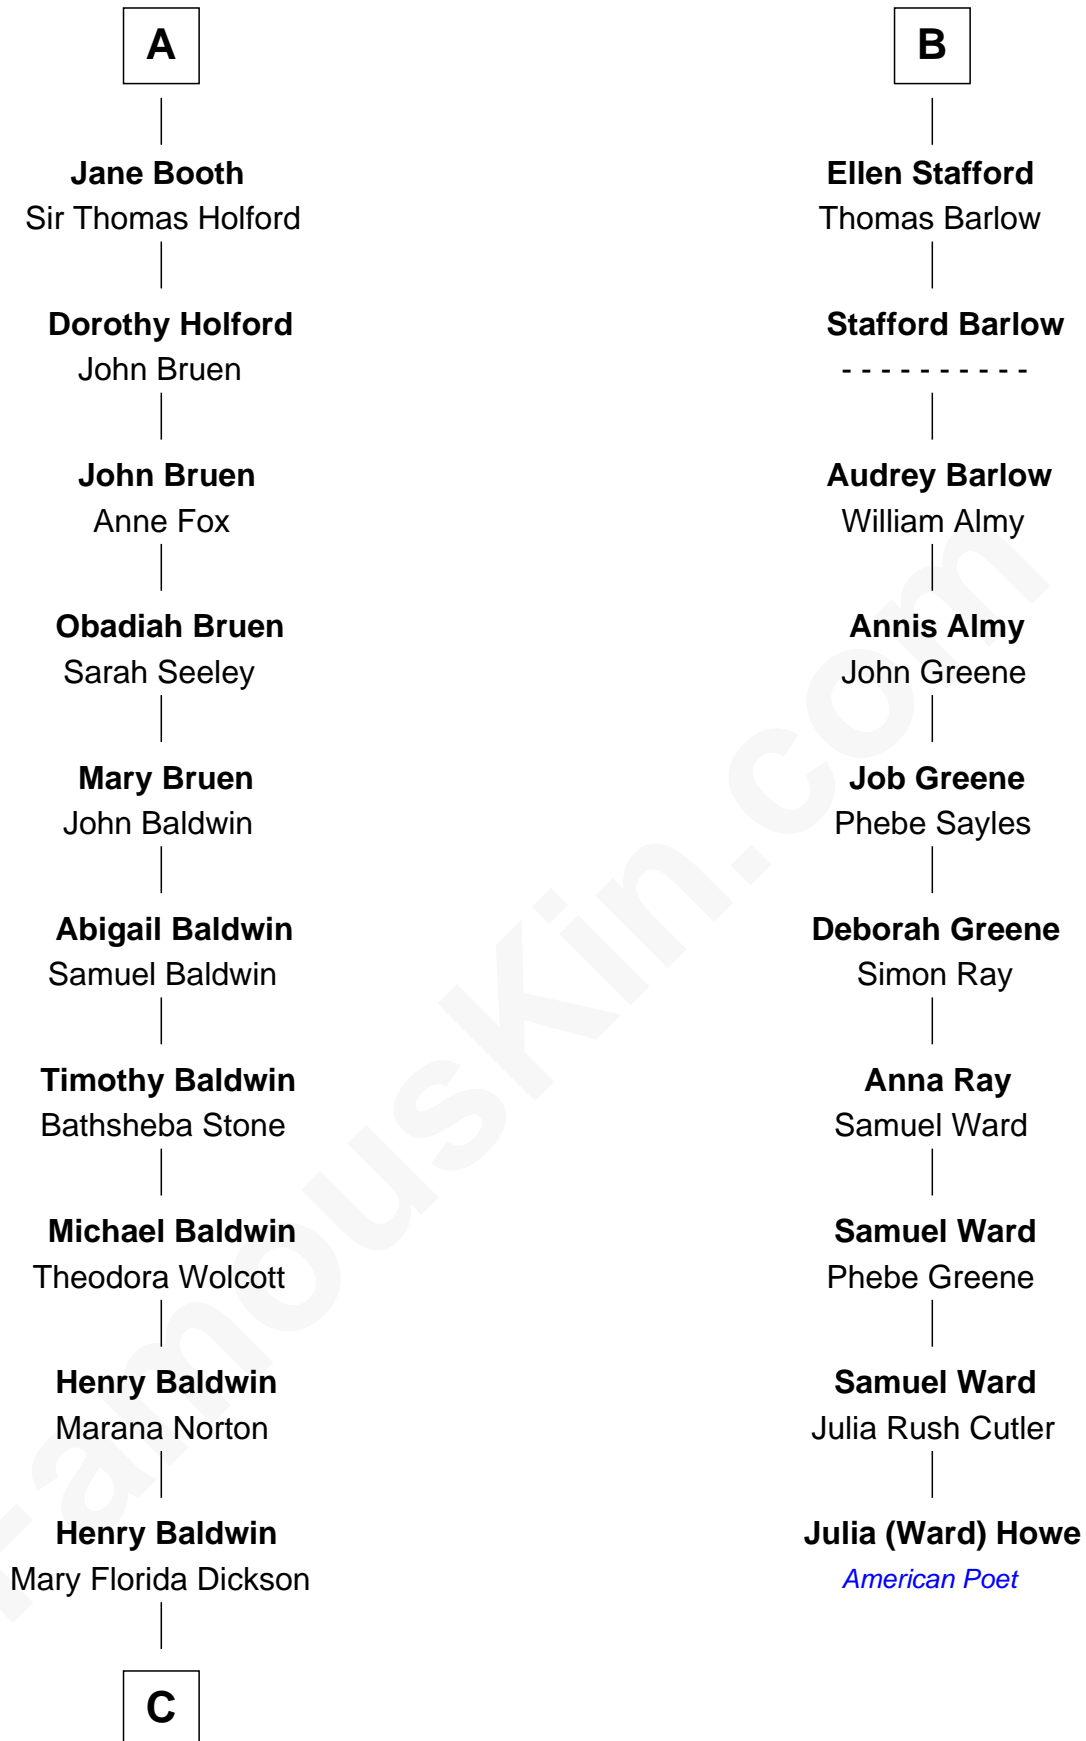 A
Jane Booth
Sir Thomas Holford
Dorothy Holford
John Bruen
John Bruen
Anne Fox
Obadiah Bruen
Sarah Seeley
Mary Bruen
John Baldwin
Abigail Baldwin
Samuel Baldwin
Timothy Baldwin
Bathsheba Stone
Michael Baldwin
Theodora Wolcott
Henry Baldwin
Marana Norton
Henry Baldwin
Mary Florida Dickson
C
B
Ellen Stafford
Thomas Barlow
Stafford Barlow
- - - - - - - - - -
Audrey Barlow
William Almy
Annis Almy
John Greene
Job Greene
Phebe Sayles
Deborah Greene
Simon Ray
Anna Ray
Samuel Ward
Samuel Ward
Phebe Greene
Samuel Ward
Julia Rush Cutler
Julia (Ward) Howe
American Poet
FamousKin.com